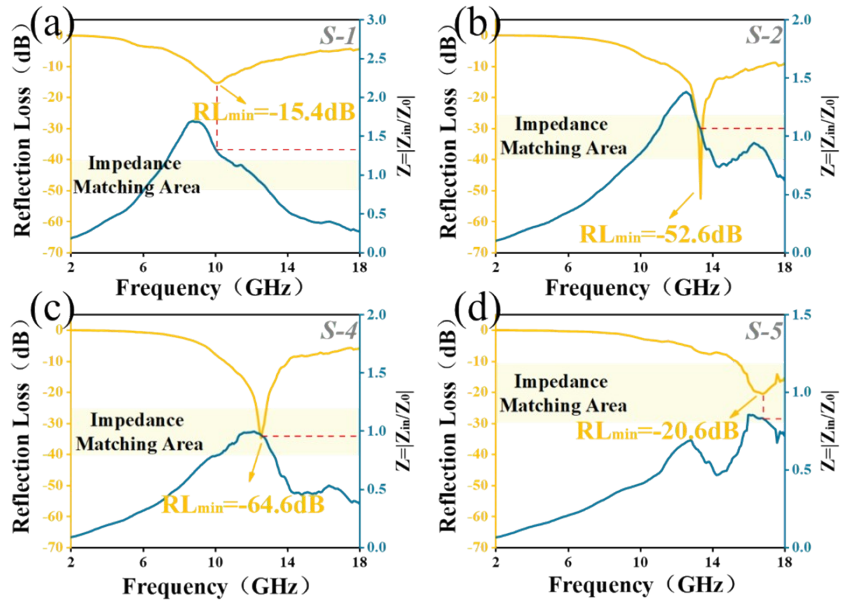 (a)
S-1
Reflection Loss（dB）
0
-10
-20
-30
-40
-50
-60
-70
RLmin=-15.4dB
Impedance
Matching Area
3.0
2.5
2.0
1.5
1.0
0.5
0.0
Z=|Zin/Z0|
2 6 10 14 18
Frequency（GHz）
(b)
S-2
Reflection Loss（dB）
0
-10
-20
-30
-40
-50
-60
-70
Impedance
Matching Area
RLmin=-52.6dB
2.0
1.5
1.0
0.5
0.0
Z=|Zin/Z0|
2 6 10 14 18
Frequency（GHz）
(c)
S-4
Reflection Loss（dB）
0
-10
-20
-30
-40
-50
-60
-70
Impedance
Matching Area
RLmin=-64.6dB
2.0
1.5
1.0
0.5
0.0
Z=|Zin/Z0|
2 6 10 14 18
Frequency（GHz）
(d)
S-5
Reflection Loss（dB）
0
-10
-20
-30
-40
-50
-60
-70
Impedance
Matching Area
RLmin=-20.6dB
1.5
1.0
0.5
0.0
Z=|Zin/Z0|
2 6 10 14 18
Frequency（GHz）